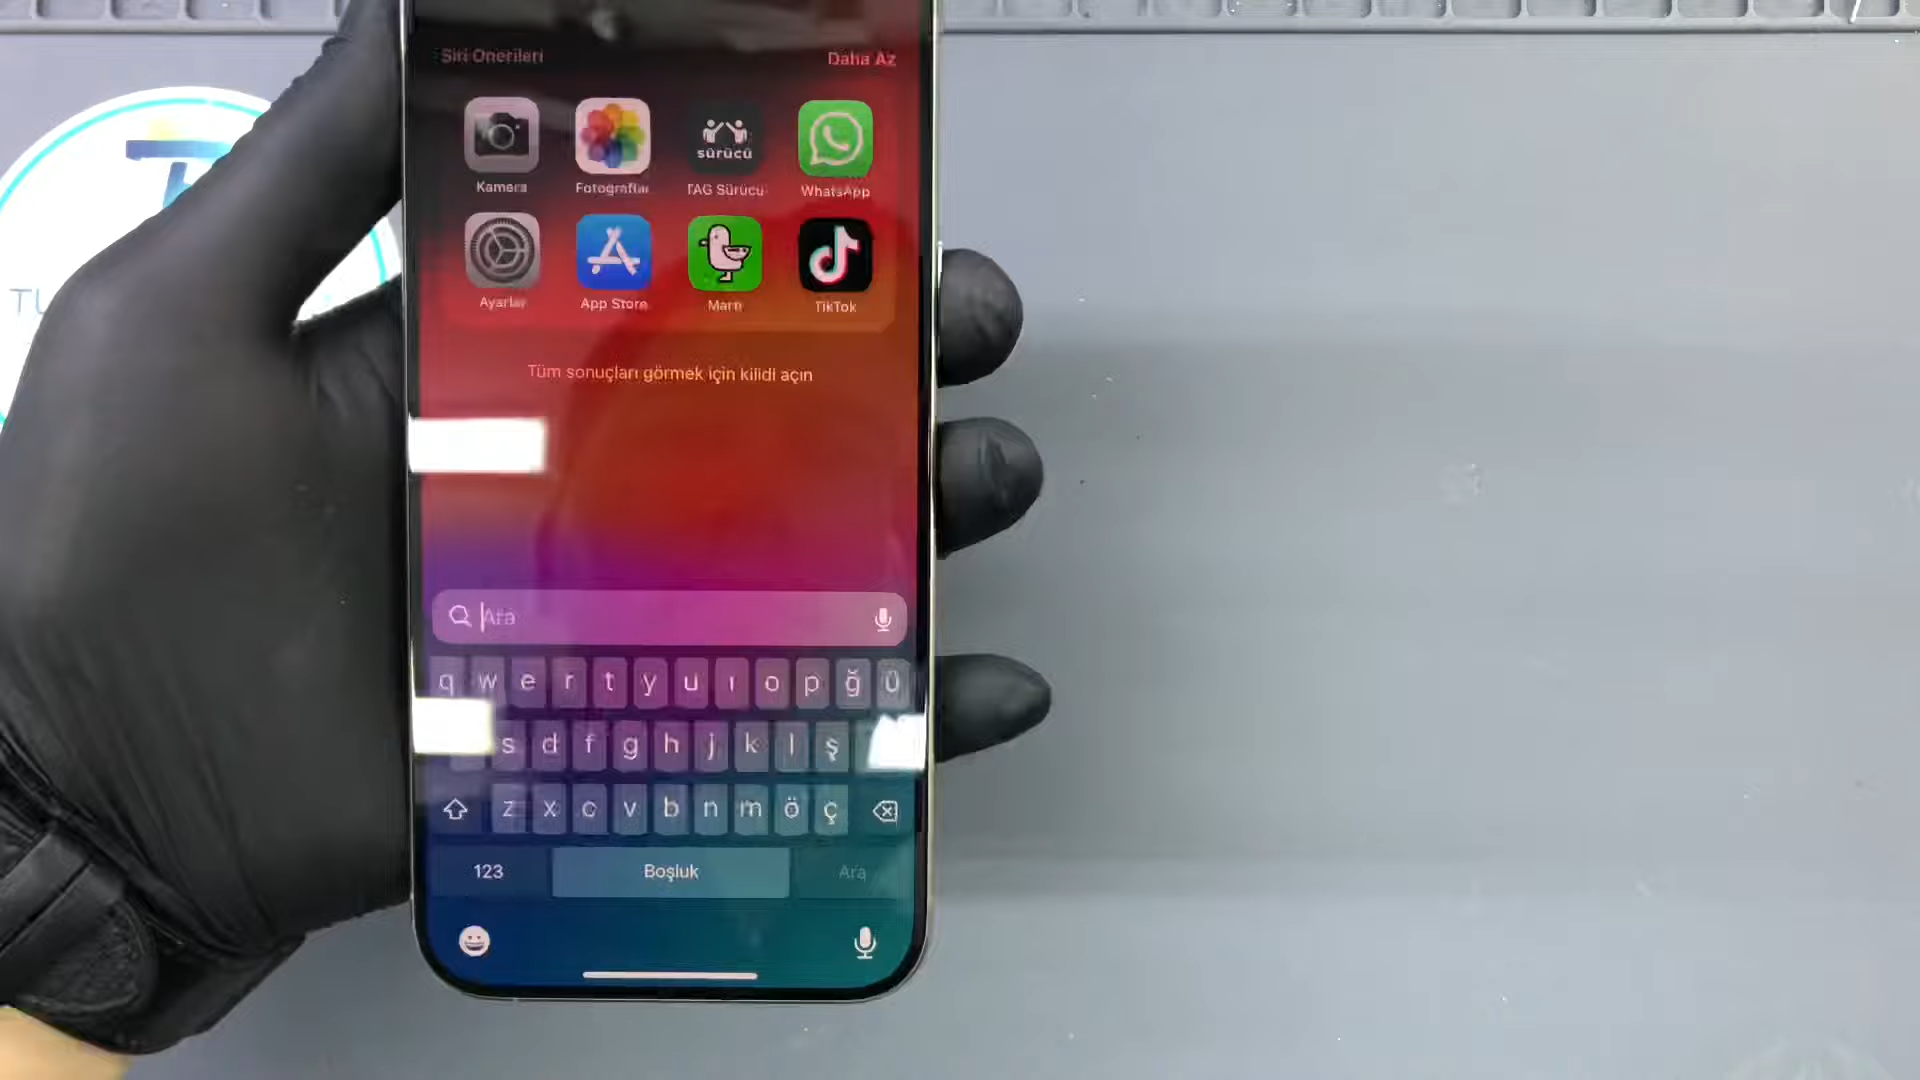 Siri Önerileri Daha Az
sürücü
Kamera Fotoğraflar TAG Sürücü WhatsApp
Ayarlar App Store Martı TikTok
Tüm sonuçları görmek için kilidi açın
Ara
q w e r t y u ı o p ğ ü
s d f g h j k l ş
z x c v b n m ö ç
123 Boşluk Ara